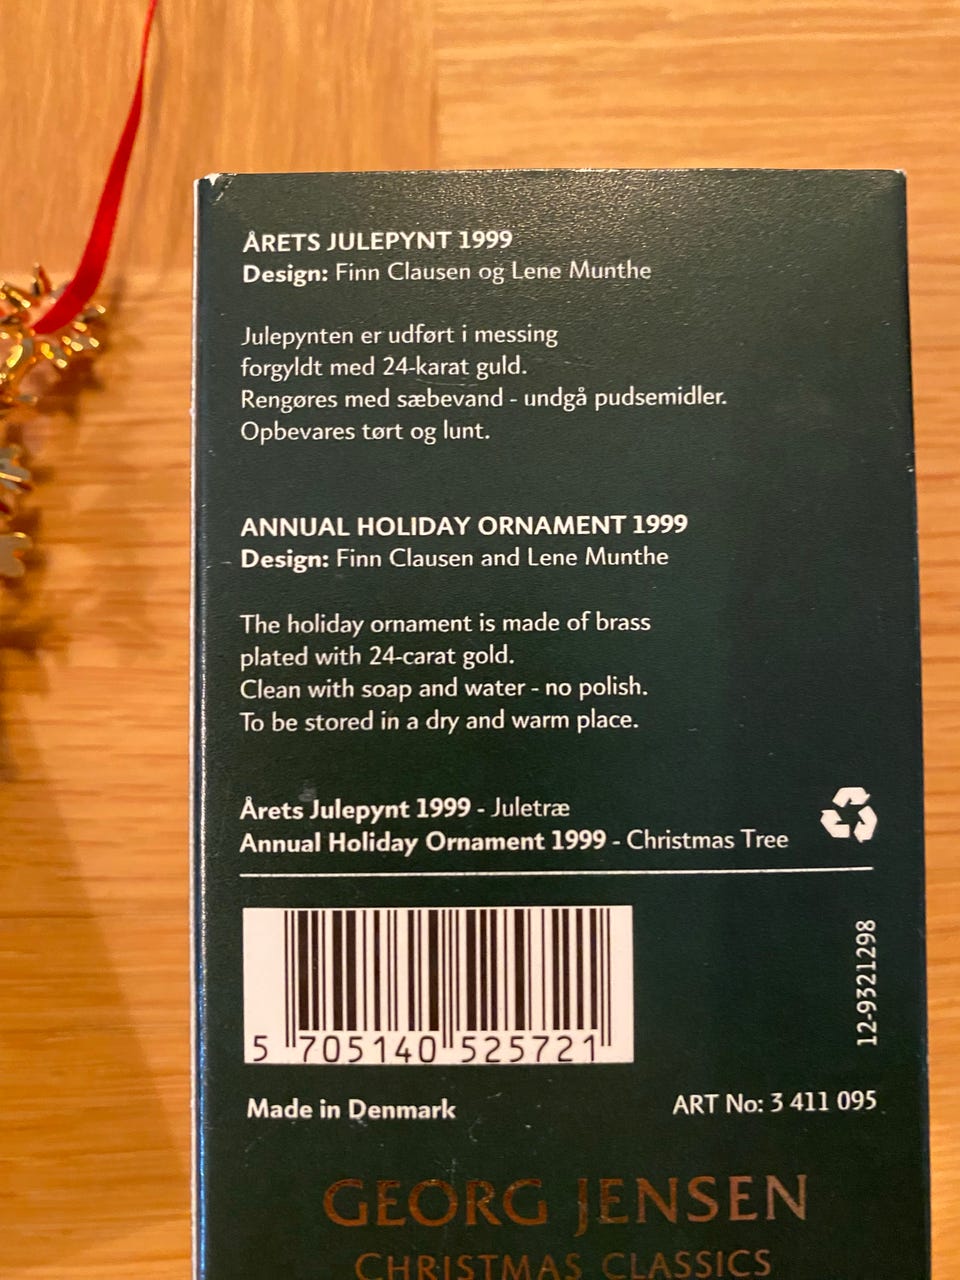 ÅRETS JULEPYNT 1999
Design: Finn Clausen og Lene Munthe
Julepynten er udført i messing
forgyldt med 24-karat guld.
Rengøres med sæbevand - undgå pudsemidler.
Opbevares tørt og lunt.
ANNUAL HOLIDAY ORNAMENT 1999
Design: Finn Clausen and Lene Munthe
The holiday ornament is made of brass
plated with 24-carat gold.
Clean with soap and water - no polish.
To be stored in a dry and warm place.
Årets Julepynt 1999 - Juletræ
Annual Holiday Ornament 1999 - Christmas Tree
5 705140 525721
12-9321298
Made in Denmark
ART No: 3 411 095
GEORG JENSEN
CHRISTMAS CLASSICS